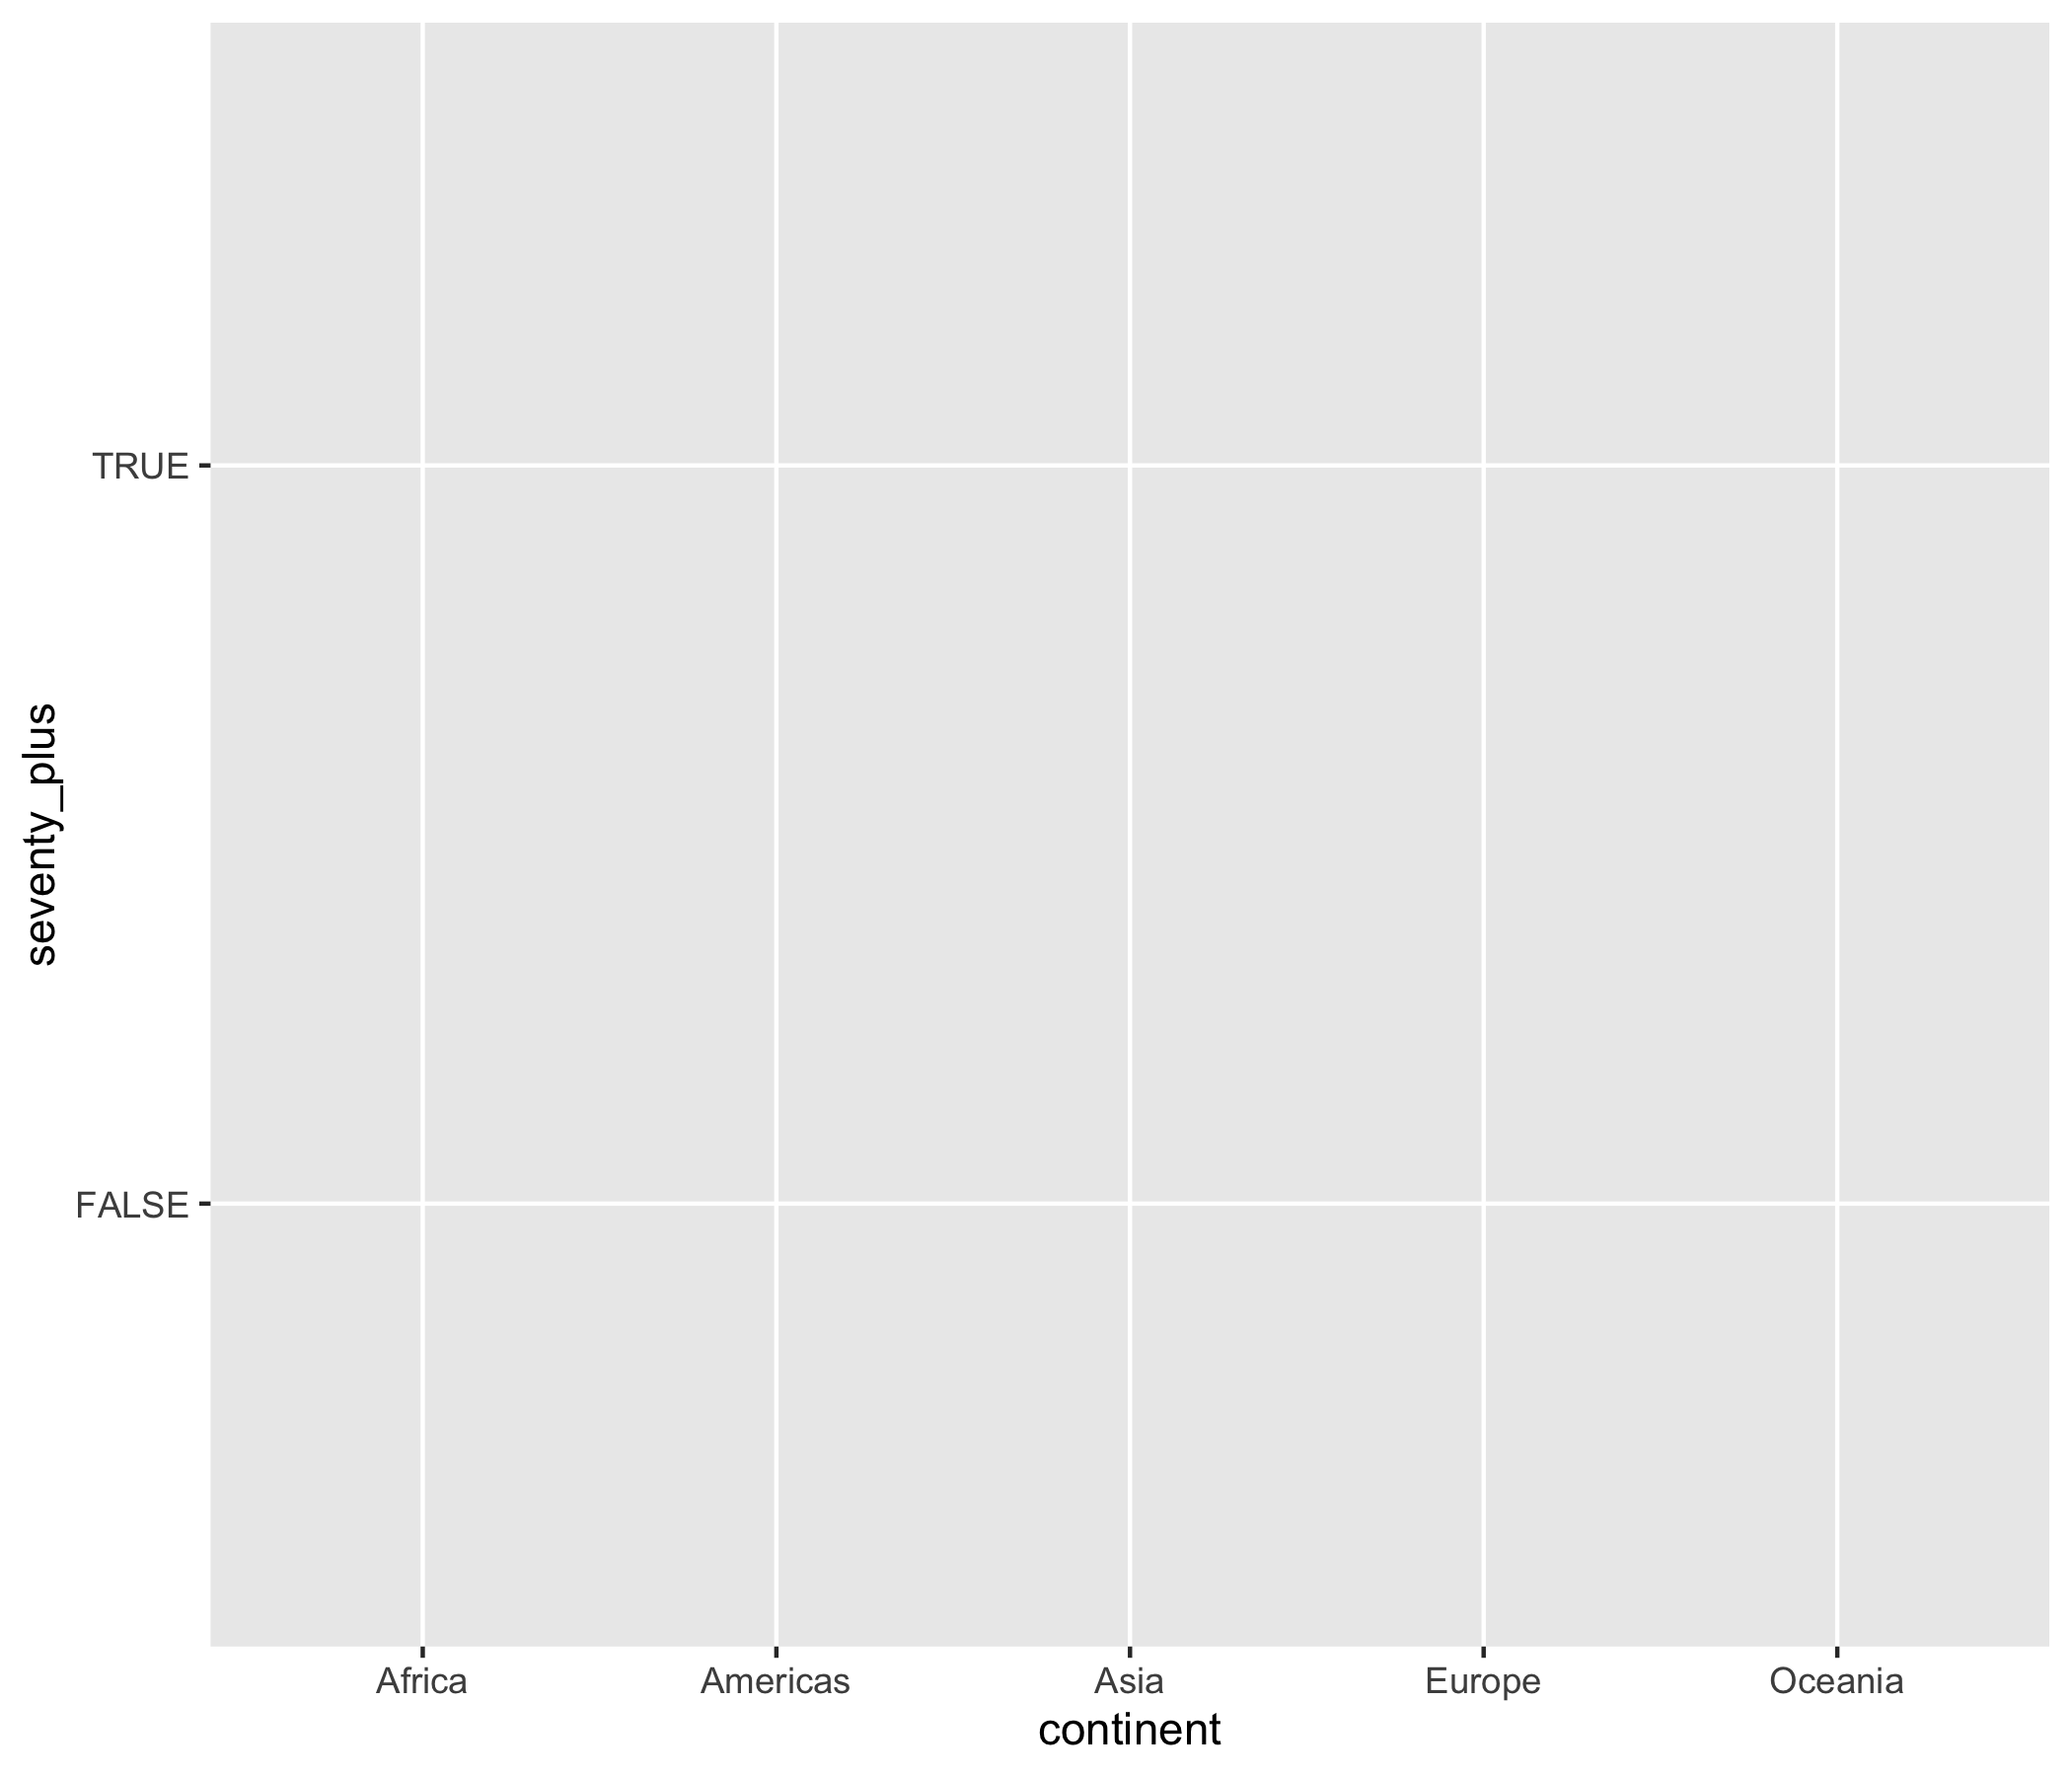 TRUE
seventy_plus
FALSE
Africa Americas Asia Europe Oceania
continent